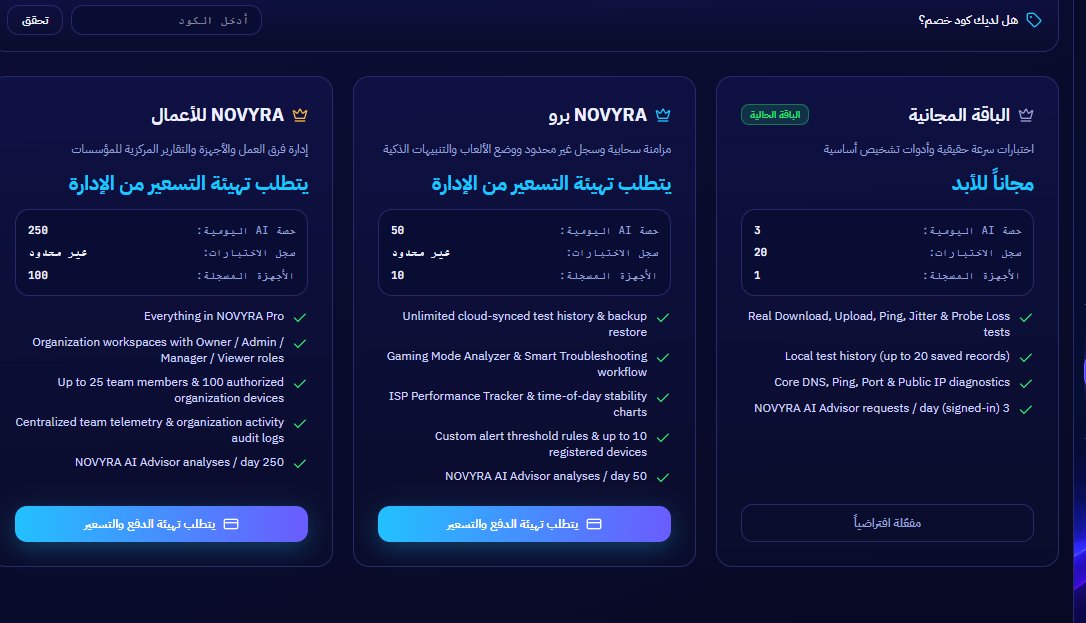 هل لديك كود خصم؟
أدخل الكود
تحقق
الباقة المجانية
الباقة الحالية
اختبارات سرعة حقيقية وأدوات تشخيص أساسية
مجاناً للأبد
حصة AI اليومية: 3
سجل الاختبارات: 20
الأجهزة المسجلة: 1
Real Download, Upload, Ping, Jitter & Probe Loss
tests
Local test history (up to 20 saved records)
Core DNS, Ping, Port & Public IP diagnostics
NOVYRA AI Advisor requests / day (signed-in) 3
مفعّلة افتراضياً
NOVYRA برو
مزامنة سحابية وسجل غير محدود ووضع الألعاب والتنبيهات الذكية
يتطلب تهيئة التسعير من الإدارة
حصة AI اليومية: 50
سجل الاختبارات: غير محدود
الأجهزة المسجلة: 10
Unlimited cloud-synced test history & backup
restore
Gaming Mode Analyzer & Smart Troubleshooting
workflow
ISP Performance Tracker & time-of-day stability
charts
Custom alert threshold rules & up to 10
registered devices
NOVYRA AI Advisor analyses / day 50
يتطلب تهيئة الدفع والتسعير
NOVYRA للأعمال
إدارة فرق العمل والأجهزة والتقارير المركزية للمؤسسات
يتطلب تهيئة التسعير من الإدارة
حصة AI اليومية: 250
سجل الاختبارات: غير محدود
الأجهزة المسجلة: 100
Everything in NOVYRA Pro
Organization workspaces with Owner / Admin /
Manager / Viewer roles
Up to 25 team members & 100 authorized
organization devices
Centralized team telemetry & organization activity
audit logs
NOVYRA AI Advisor analyses / day 250
يتطلب تهيئة الدفع والتسعير